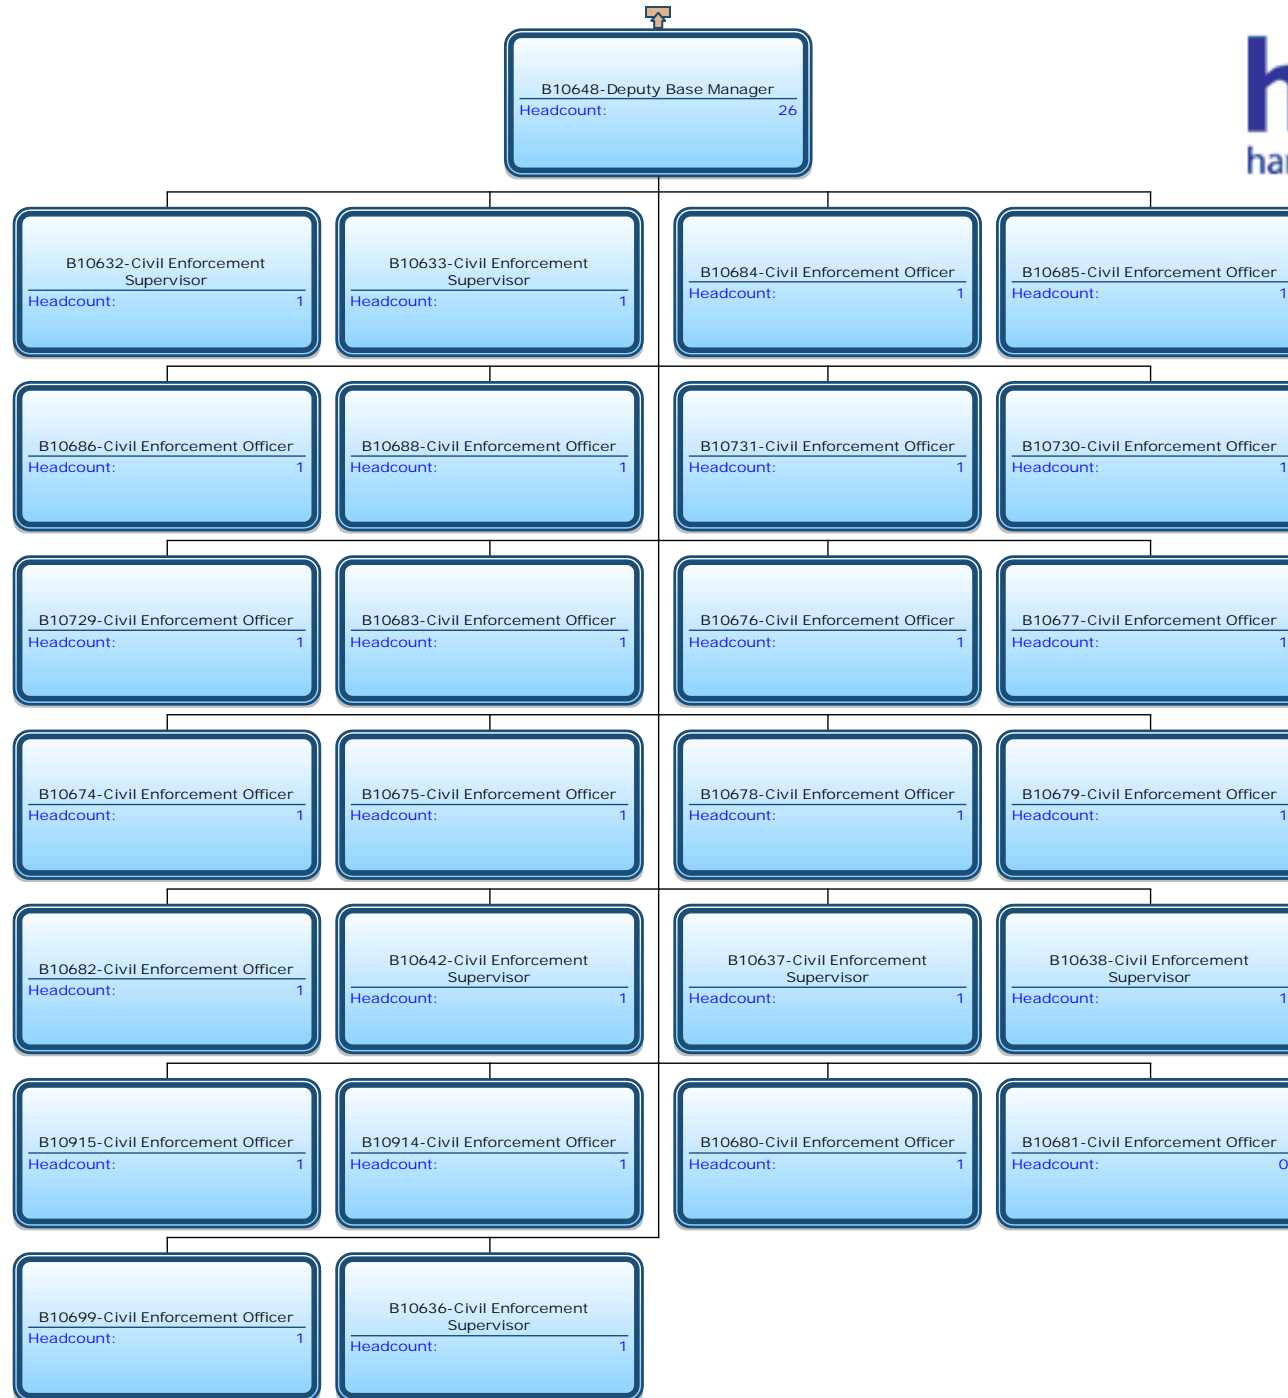 B10648-Deputy Base Manager
Headcount: 26
B10632-Civil Enforcement
Supervisor
Headcount: 1
B10633-Civil Enforcement
Supervisor
Headcount: 1
B10684-Civil Enforcement Officer
Headcount: 1
B10685-Civil Enforcement Officer
Headcount: 1
B10686-Civil Enforcement Officer
Headcount: 1
B10688-Civil Enforcement Officer
Headcount: 1
B10731-Civil Enforcement Officer
Headcount: 1
B10730-Civil Enforcement Officer
Headcount: 1
B10729-Civil Enforcement Officer
Headcount: 1
B10683-Civil Enforcement Officer
Headcount: 1
B10676-Civil Enforcement Officer
Headcount: 1
B10677-Civil Enforcement Officer
Headcount: 1
B10674-Civil Enforcement Officer
Headcount: 1
B10675-Civil Enforcement Officer
Headcount: 1
B10678-Civil Enforcement Officer
Headcount: 1
B10679-Civil Enforcement Officer
Headcount: 1
B10682-Civil Enforcement Officer
Headcount: 1
B10642-Civil Enforcement
Supervisor
Headcount: 1
B10637-Civil Enforcement
Supervisor
Headcount: 1
B10638-Civil Enforcement
Supervisor
Headcount: 1
B10915-Civil Enforcement Officer
Headcount: 1
B10914-Civil Enforcement Officer
Headcount: 1
B10680-Civil Enforcement Officer
Headcount: 1
B10681-Civil Enforcement Officer
Headcount: 0
B10699-Civil Enforcement Officer
Headcount: 1
B10636-Civil Enforcement
Supervisor
Headcount: 1